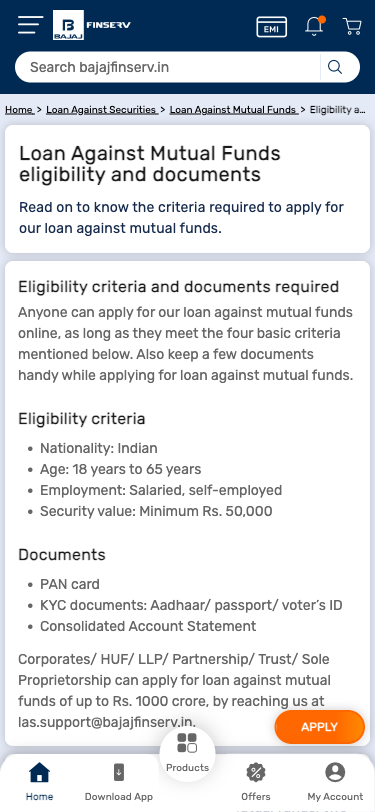 BAJAJ FINSERV
EMI
Search bajajfinserv.in
Home > Loan Against Securities > Loan Against Mutual Funds > Eligibility a...
Loan Against Mutual Funds
eligibility and documents
Read on to know the criteria required to apply for
our loan against mutual funds.
Eligibility criteria and documents required
Anyone can apply for our loan against mutual funds
online, as long as they meet the four basic criteria
mentioned below. Also keep a few documents
handy while applying for loan against mutual funds.
Eligibility criteria
• Nationality: Indian
• Age: 18 years to 65 years
• Employment: Salaried, self-employed
• Security value: Minimum Rs. 50,000
Documents
• PAN card
• KYC documents: Aadhaar/ passport/ voter's ID
• Consolidated Account Statement
Corporates/ HUF/ LLP/ Partnership/ Trust/ Sole
Proprietorship can apply for loan against mutual
funds of up to Rs. 1000 crore, by reaching us at
las.support@bajajfinserv.in.
APPLY
Home
Download App
Products
Offers
My Account